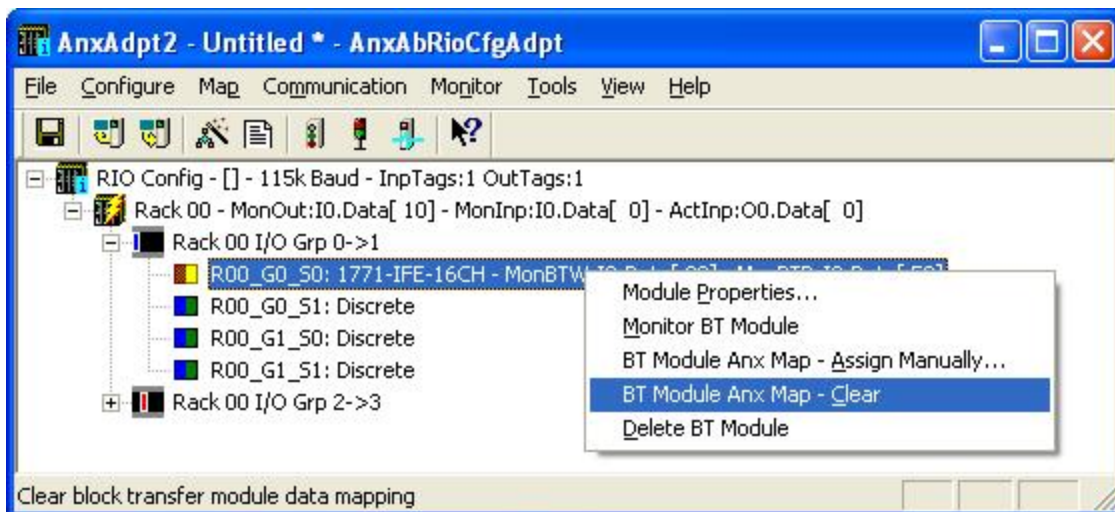 AnxAdpt2 - Untitled * - AnxAbRioCfgAdpt
File Configure Map Communication Monitor Tools View Help
RIO Config - [] - 115k Baud - InpTags:1 OutTags:1
Rack 00 - MonOut:I0.Data[ 10] - MonInp:I0.Data[ 0] - ActInp:O0.Data[ 0]
Rack 00 I/O Grp 0->1
R00_G0_S0: 1771-IFE-16CH - MonBTW
R00_G0_S1: Discrete
R00_G1_S0: Discrete
R00_G1_S1: Discrete
Rack 00 I/O Grp 2->3
Module Properties...
Monitor BT Module
BT Module Anx Map - Assign Manually...
BT Module Anx Map - Clear
Delete BT Module
Clear block transfer module data mapping